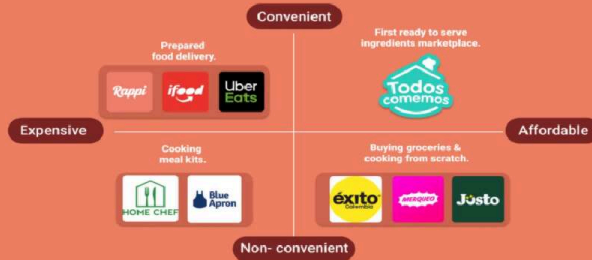 Convenient
Prepared
food delivery.
Rappi
ifood
Uber
Eats
First ready to serve
ingredients marketplace.
Todos
comemos
Expensive
Affordable
Cooking
meal kits.
HOME CHEF
Blue
Apron
Buying groceries &
cooking from scratch.
éxito
Colombia
MERQUEO
Jüsto
Non- convenient